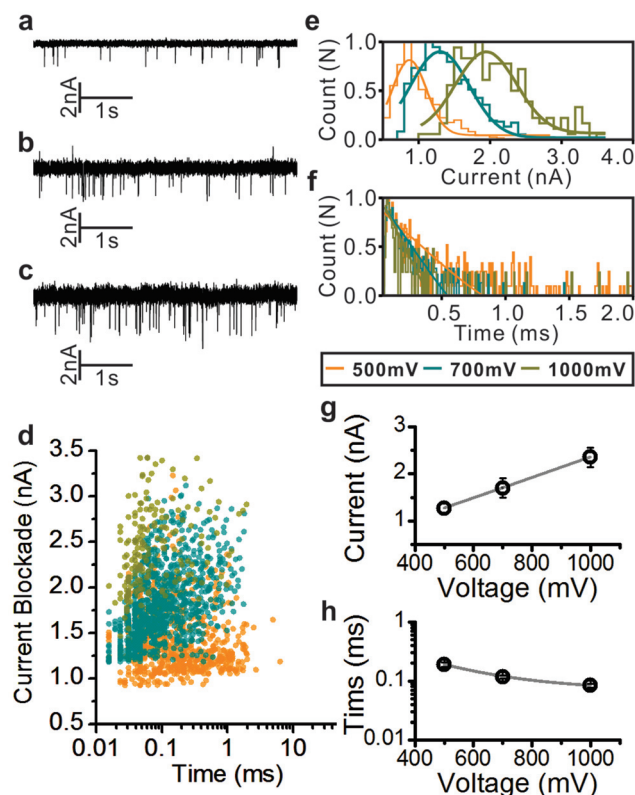 a
2nA
1s
b
2nA
1s
c
2nA
1s
d
Current Blockade (nA)
3.5
3.0
2.5
2.0
1.5
1.0
0.5
0.01 0.1 1 10
Time (ms)
e
Count (N)
1.0
0.5
0.0
1.0 2.0 3.0 4.0
Current (nA)
f
Count (N)
1.0
0.5
0.0
0.5 1.0 1.5 2.0
Time (ms)
500mV 700mV 1000mV
g
Current (nA)
3
2
1
400 600 800 1000
Voltage (mV)
h
Tims (ms)
1
0.1
0.01
400 600 800 1000
Voltage (mV)